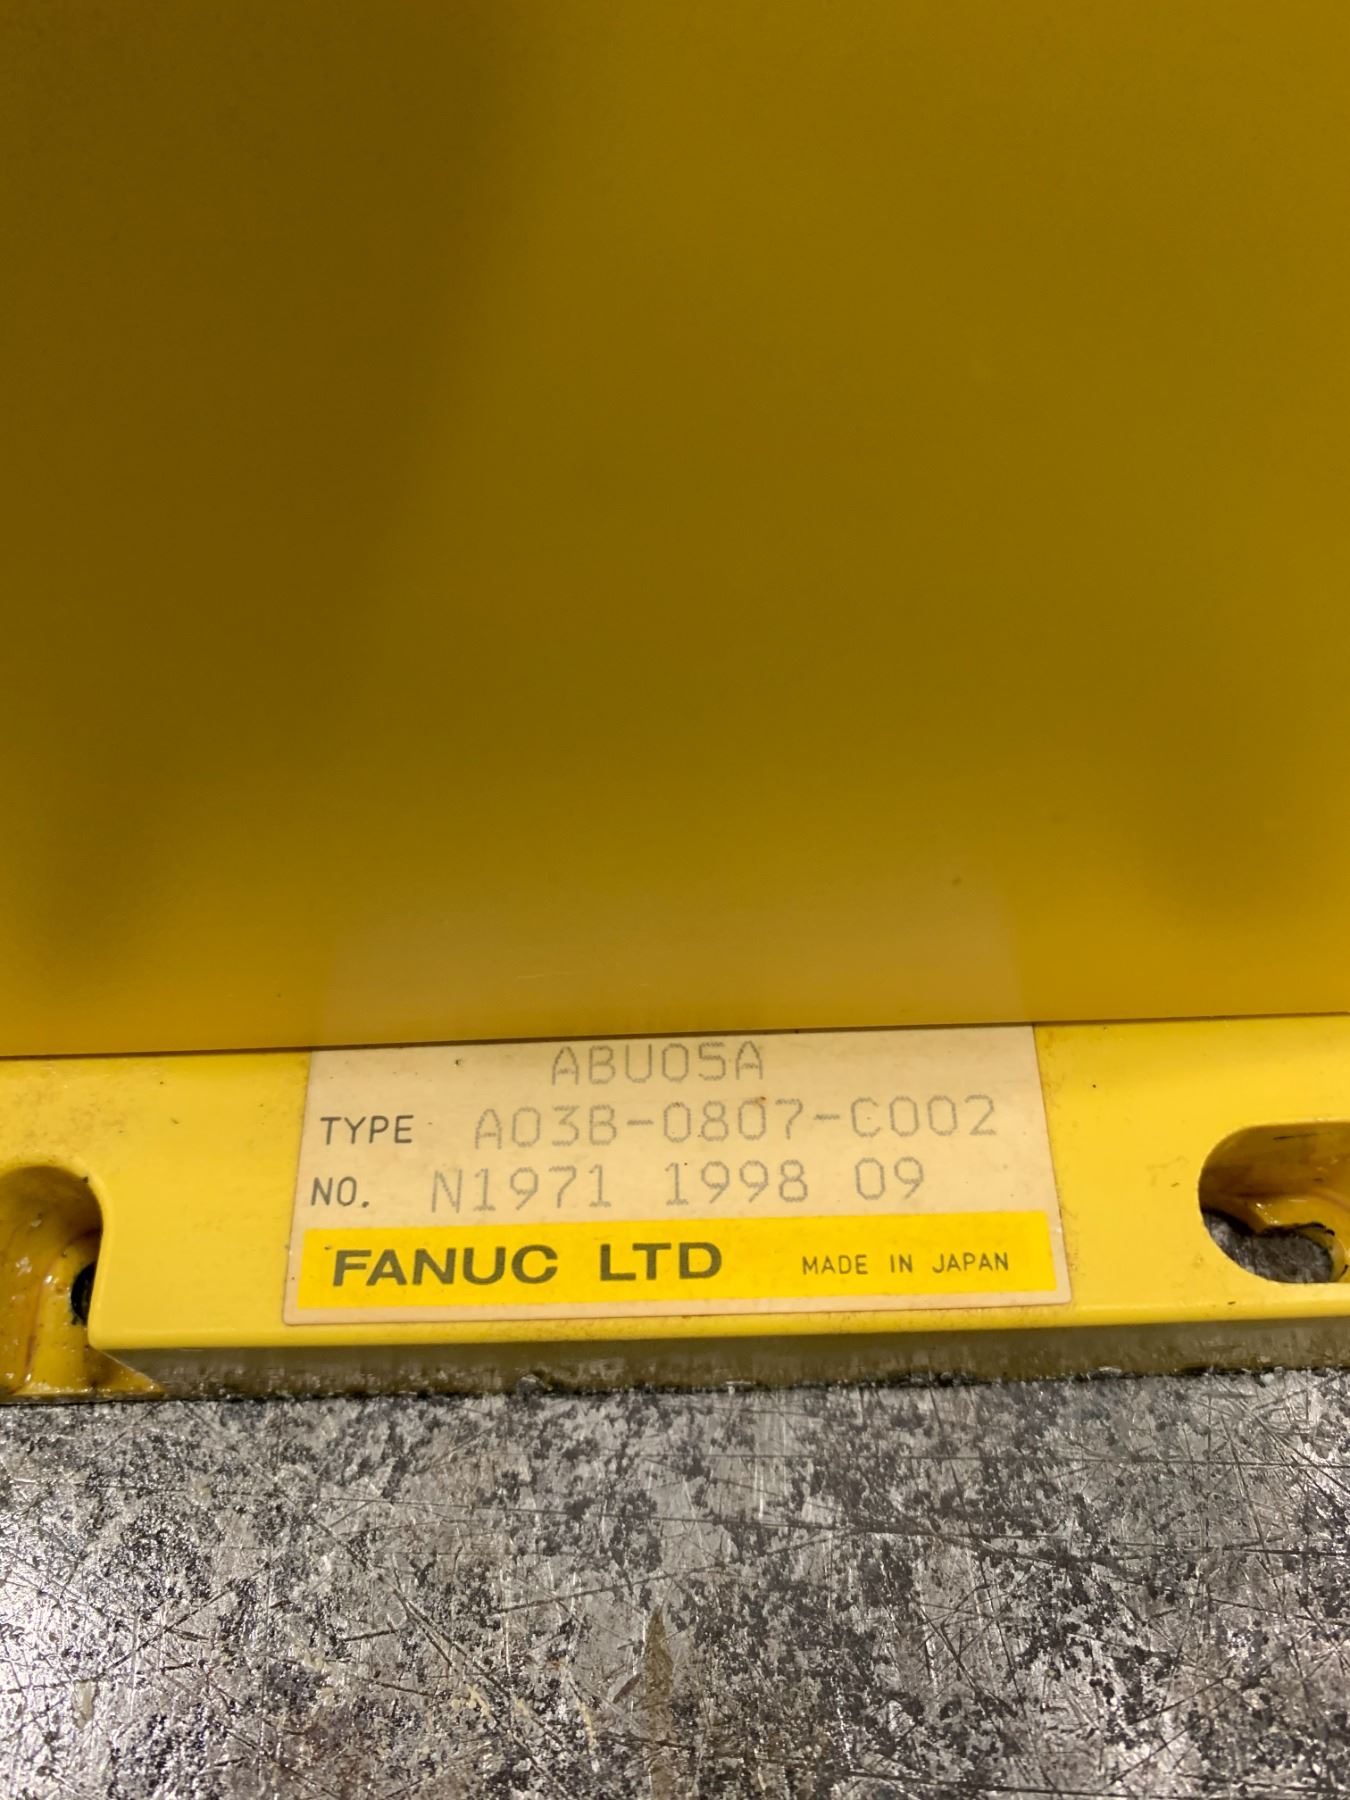 ABU05A
TYPE A03B-0807-C002
NO. N1971 1998 09
FANUC LTD MADE IN JAPAN